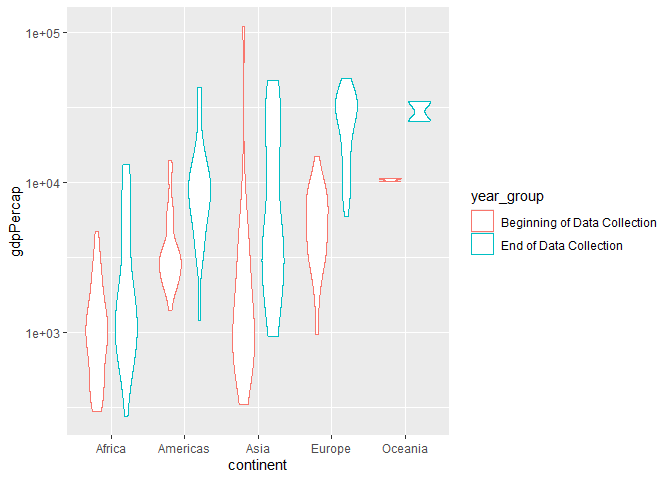 1e+05
1e+04
1e+03
gdpPercap
Africa Americas Asia Europe Oceania
continent
year_group
Beginning of Data Collection
End of Data Collection